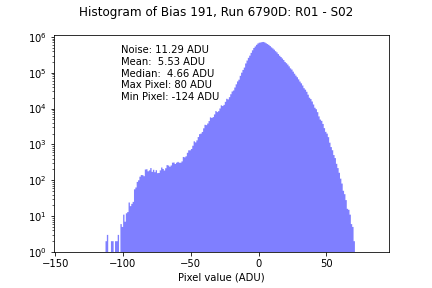 Histogram of Bias 191, Run 6790D: R01 - S02
Noise: 11.29 ADU
Mean:  5.53 ADU
Median:  4.66 ADU
Max Pixel: 80 ADU
Min Pixel: -124 ADU
10⁶
10⁵
10⁴
10³
10²
10¹
10⁰
−150 −100 −50 0 50
Pixel value (ADU)